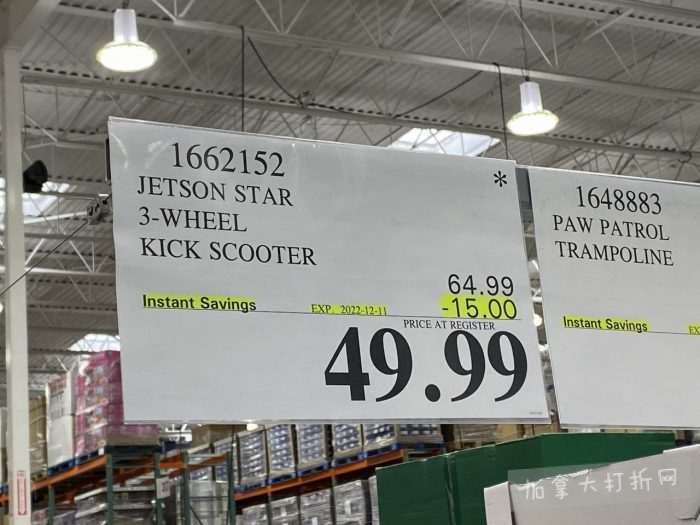 1662152
*
JETSON STAR
3-WHEEL
KICK SCOOTER
64.99
Instant Savings EXP. 2022-12-11 -15.00
PRICE AT REGISTER
49.99
1648883
PAW PATROL
TRAMPOLINE
Instant Savings EX
加拿大打折网